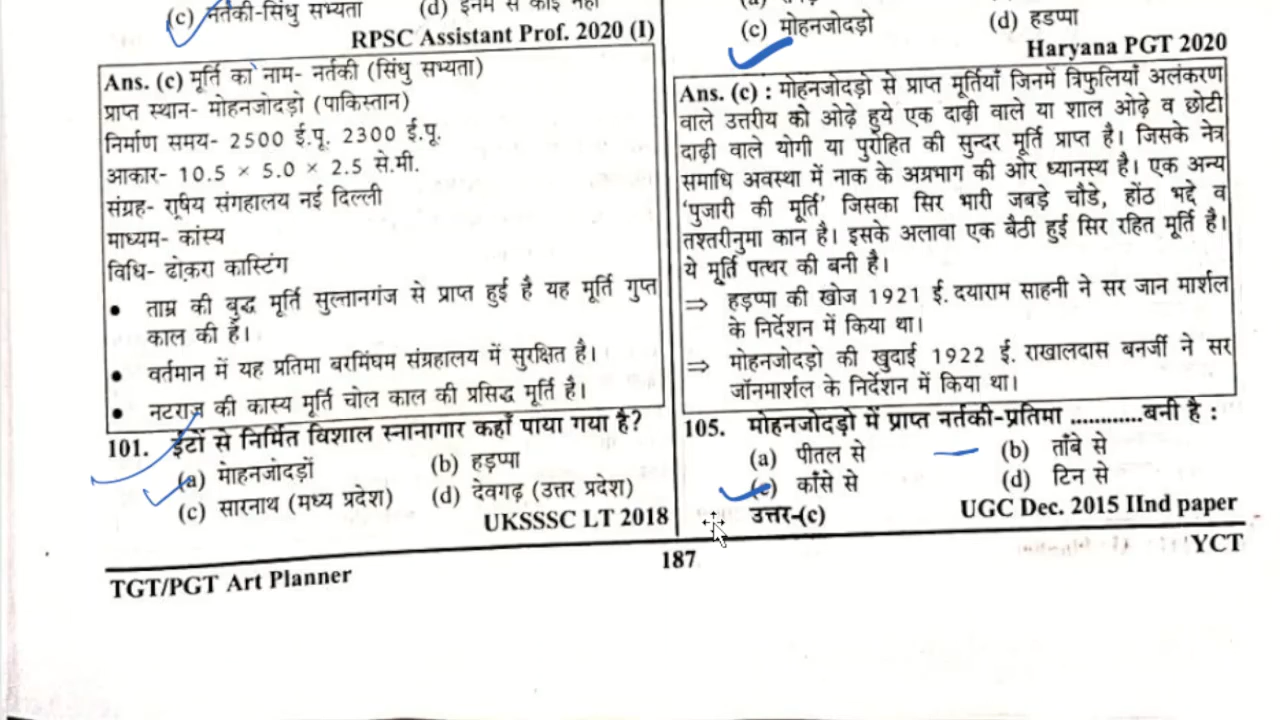 (c) नर्तकी-सिंधु सभ्यता (d) इनमें से कोई नहीं
RPSC Assistant Prof. 2020 (I)
Ans. (c) मूर्ति का नाम- नर्तकी (सिंधु सभ्यता)
प्राप्त स्थान- मोहनजोदड़ो (पाकिस्तान)
निर्माण समय- 2500 ई.पू. 2300 ई.पू.
आकार- 10.5 × 5.0 × 2.5 से.मी.
संग्रह- राष्ट्रिय संगहालय नई दिल्ली
माध्यम- कांस्य
विधि- ढोकरा कास्टिंग
• ताम्र की बुद्ध मूर्ति सुल्तानगंज से प्राप्त हुई है यह मूर्ति गुप्त
काल की है।
• वर्तमान में यह प्रतिमा बरमिंघम संग्रहालय में सुरक्षित है।
• नटराज की कास्य मूर्ति चोल काल की प्रसिद्ध मूर्ति है।
101. ईंटों से निर्मित विशाल स्नानागार कहाँ पाया गया है?
(a) मोहनजोदड़ों (b) हड़प्पा
(c) सारनाथ (मध्य प्रदेश) (d) देवगढ़ (उत्तर प्रदेश)
UKSSSC LT 2018
(c) मोहनजोदड़ो (d) हडप्पा
Haryana PGT 2020
Ans. (c) : मोहनजोदड़ो से प्राप्त मूर्तियाँ जिनमें त्रिफुलियाँ अलंकरण
वाले उत्तरीय को ओढ़े हुये एक दाढ़ी वाले या शाल ओढ़े व छोटी
दाढ़ी वाले योगी या पुरोहित की सुन्दर मूर्ति प्राप्त है। जिसके नेत्र
समाधि अवस्था में नाक के अग्रभाग की ओर ध्यानस्थ है। एक अन्य
'पुजारी की मूर्ति' जिसका सिर भारी जबड़े चौडे, होंठ भद्दे व
तश्तरीनुमा कान है। इसके अलावा एक बैठी हुई सिर रहित मूर्ति है।
ये मूर्ति पत्थर की बनी है।
⇒ हड़प्पा की खोज 1921 ई. दयाराम साहनी ने सर जान मार्शल
के निर्देशन में किया था।
⇒ मोहनजोदड़ो की खुदाई 1922 ई. राखालदास बनर्जी ने सर
जॉनमार्शल के निर्देशन में किया था।
105. मोहनजोदड़ो में प्राप्त नर्तकी-प्रतिमा ............बनी है :
(a) पीतल से (b) ताँबे से
(c) काँसे से (d) टिन से
उत्तर-(c) UGC Dec. 2015 IInd paper
TGT/PGT Art Planner 187 YCT